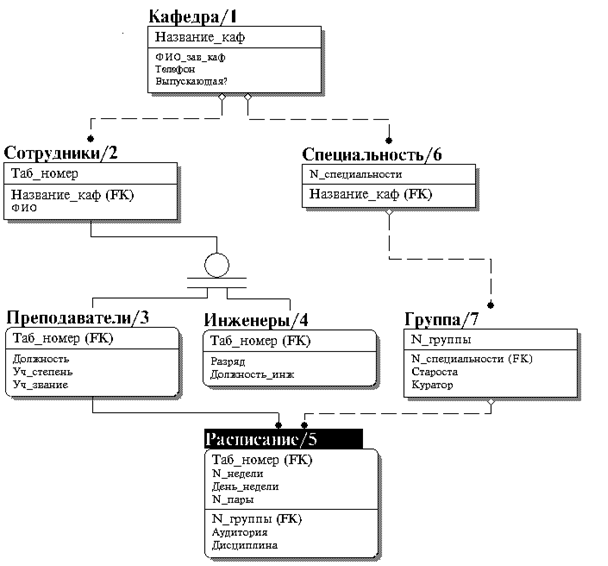 Кафедра/1
Название_каф
ФИО_зав_каф
Телефон
Выпускающая?
Сотрудники/2
Таб_номер
Название_каф (FK)
ФИО
Специальность/6
N_специальности
Название_каф (FK)
Преподаватели/3
Таб_номер (FK)
Должность
Уч_степень
Уч_звание
Инженеры/4
Таб_номер (FK)
Разряд
Должность_инж
Группа/7
N_группы
N_специальности (FK)
Староста
Куратор
Расписание/5
Таб_номер (FK)
N_недели
День_недели
N_пары
N_группы (FK)
Аудитория
Дисциплина